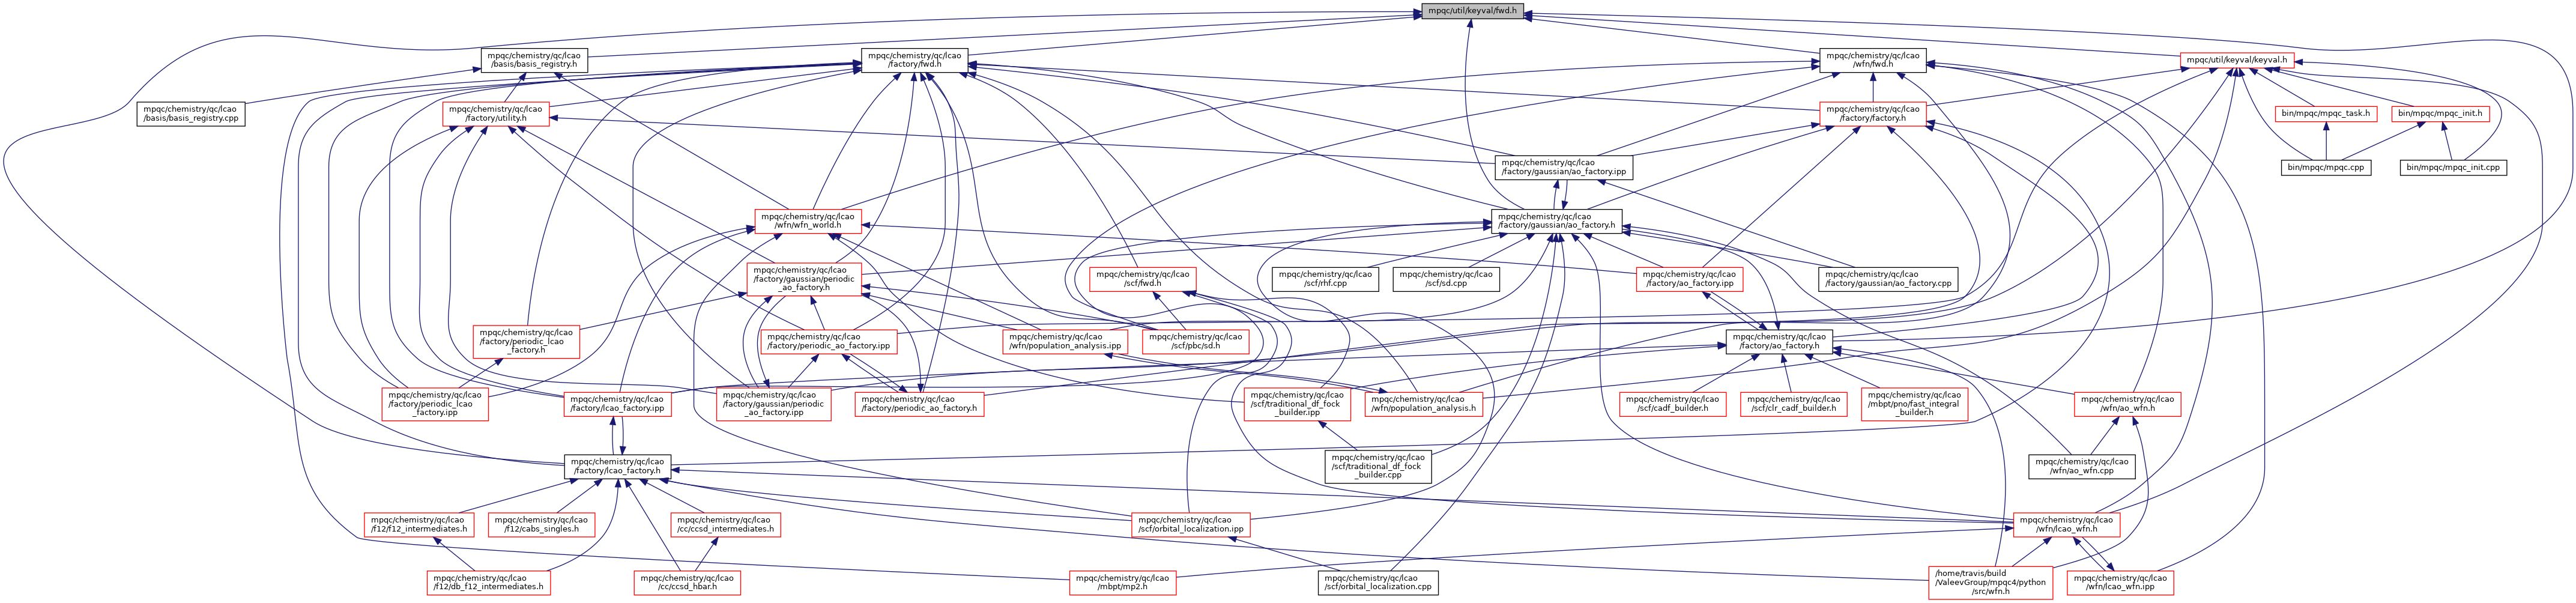 mpqc/util/keyval/fwd.h
mpqc/chemistry/qc/lcao
/basis/basis_registry.h
mpqc/chemistry/qc/lcao
/factory/fwd.h
mpqc/chemistry/qc/lcao
/wfn/fwd.h
mpqc/util/keyval/keyval.h
mpqc/chemistry/qc/lcao
/basis/basis_registry.cpp
mpqc/chemistry/qc/lcao
/factory/utility.h
mpqc/chemistry/qc/lcao
/factory/factory.h
bin/mpqc/mpqc_task.h
bin/mpqc/mpqc_init.h
mpqc/chemistry/qc/lcao
/factory/gaussian/ao_factory.ipp
bin/mpqc/mpqc.cpp
bin/mpqc/mpqc_init.cpp
mpqc/chemistry/qc/lcao
/wfn/wfn_world.h
mpqc/chemistry/qc/lcao
/factory/gaussian/ao_factory.h
mpqc/chemistry/qc/lcao
/factory/gaussian/periodic
_ao_factory.h
mpqc/chemistry/qc/lcao
/scf/fwd.h
mpqc/chemistry/qc/lcao
/scf/rhf.cpp
mpqc/chemistry/qc/lcao
/scf/sd.cpp
mpqc/chemistry/qc/lcao
/factory/ao_factory.ipp
mpqc/chemistry/qc/lcao
/factory/gaussian/ao_factory.cpp
mpqc/chemistry/qc/lcao
/factory/periodic_lcao
_factory.h
mpqc/chemistry/qc/lcao
/factory/periodic_ao_factory.ipp
mpqc/chemistry/qc/lcao
/wfn/population_analysis.ipp
mpqc/chemistry/qc/lcao
/scf/pbc/sd.h
mpqc/chemistry/qc/lcao
/factory/ao_factory.h
mpqc/chemistry/qc/lcao
/factory/periodic_lcao
_factory.ipp
mpqc/chemistry/qc/lcao
/factory/lcao_factory.ipp
mpqc/chemistry/qc/lcao
/factory/gaussian/periodic
_ao_factory.ipp
mpqc/chemistry/qc/lcao
/factory/periodic_ao_factory.h
mpqc/chemistry/qc/lcao
/scf/traditional_df_fock
_builder.ipp
mpqc/chemistry/qc/lcao
/wfn/population_analysis.h
mpqc/chemistry/qc/lcao
/scf/cadf_builder.h
mpqc/chemistry/qc/lcao
/scf/clr_cadf_builder.h
mpqc/chemistry/qc/lcao
/mbpt/pno/fast_integral
_builder.h
mpqc/chemistry/qc/lcao
/wfn/ao_wfn.h
mpqc/chemistry/qc/lcao
/factory/lcao_factory.h
mpqc/chemistry/qc/lcao
/scf/traditional_df_fock
_builder.cpp
mpqc/chemistry/qc/lcao
/wfn/ao_wfn.cpp
mpqc/chemistry/qc/lcao
/f12/f12_intermediates.h
mpqc/chemistry/qc/lcao
/f12/cabs_singles.h
mpqc/chemistry/qc/lcao
/cc/ccsd_intermediates.h
mpqc/chemistry/qc/lcao
/scf/orbital_localization.ipp
mpqc/chemistry/qc/lcao
/wfn/lcao_wfn.h
mpqc/chemistry/qc/lcao
/f12/db_f12_intermediates.h
mpqc/chemistry/qc/lcao
/cc/ccsd_hbar.h
mpqc/chemistry/qc/lcao
/mbpt/mp2.h
mpqc/chemistry/qc/lcao
/scf/orbital_localization.cpp
/home/travis/build
/ValeevGroup/mpqc4/python
/src/wfn.h
mpqc/chemistry/qc/lcao
/wfn/lcao_wfn.ipp